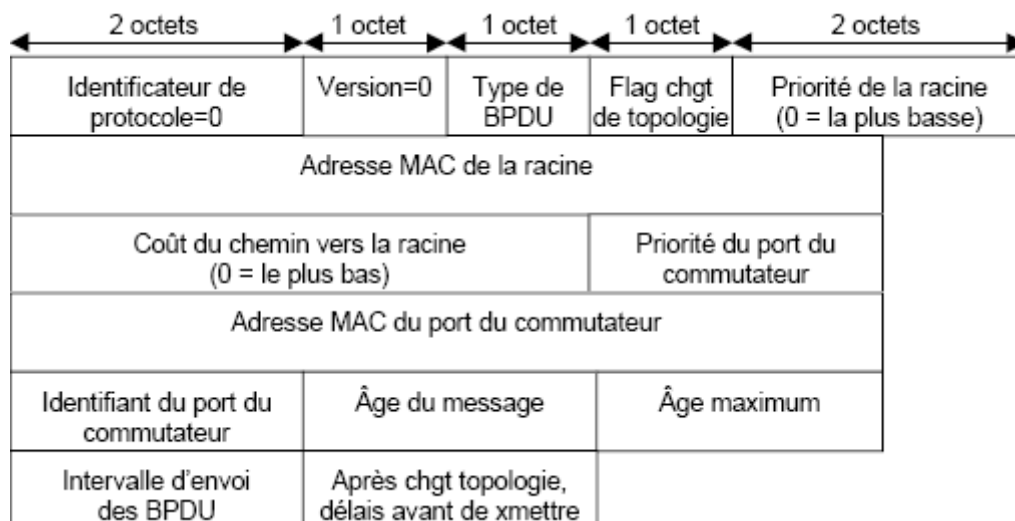 2 octets 1 octet 1 octet 1 octet 2 octets
Identificateur de protocole=0
Version=0
Type de BPDU
Flag chgt de topologie
Priorité de la racine (0 = la plus basse)
Adresse MAC de la racine
Coût du chemin vers la racine
(0 = le plus bas)
Priorité du port du
commutateur
Adresse MAC du port du commutateur
Identifiant du port du
commutateur
Âge du message
Âge maximum
Intervalle d'envoi
des BPDU
Après chgt topologie,
délais avant de xmettre